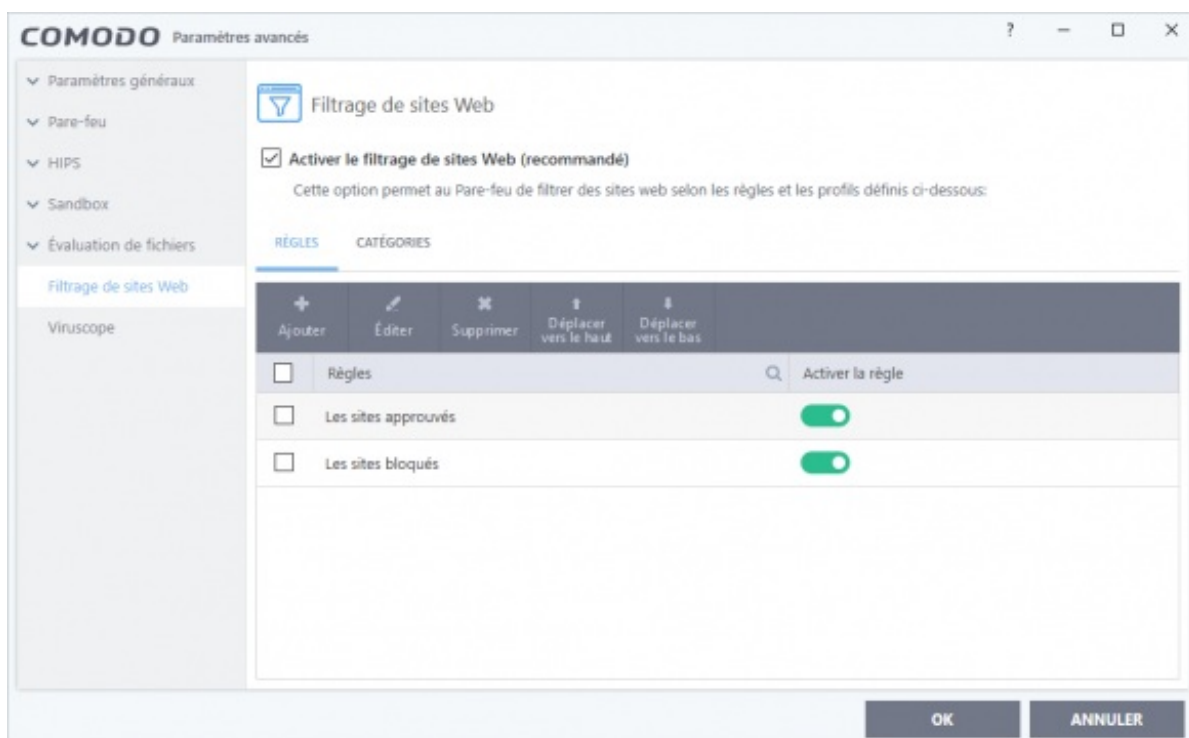 COMODO Paramètres avancés
?
Paramètres généraux
Pare-feu
HIPS
Sandbox
Évaluation de fichiers
Filtrage de sites Web
Viruscope
Filtrage de sites Web
Activer le filtrage de sites Web (recommandé)
Cette option permet au Pare-feu de filtrer des sites web selon les règles et les profils définis ci-dessous:
RÈGLES CATÉGORIES
Ajouter
Éditer
Supprimer
Déplacer
vers le haut
Déplacer
vers le bas
Règles Activer la règle
Les sites approuvés
Les sites bloqués
OK ANNULER